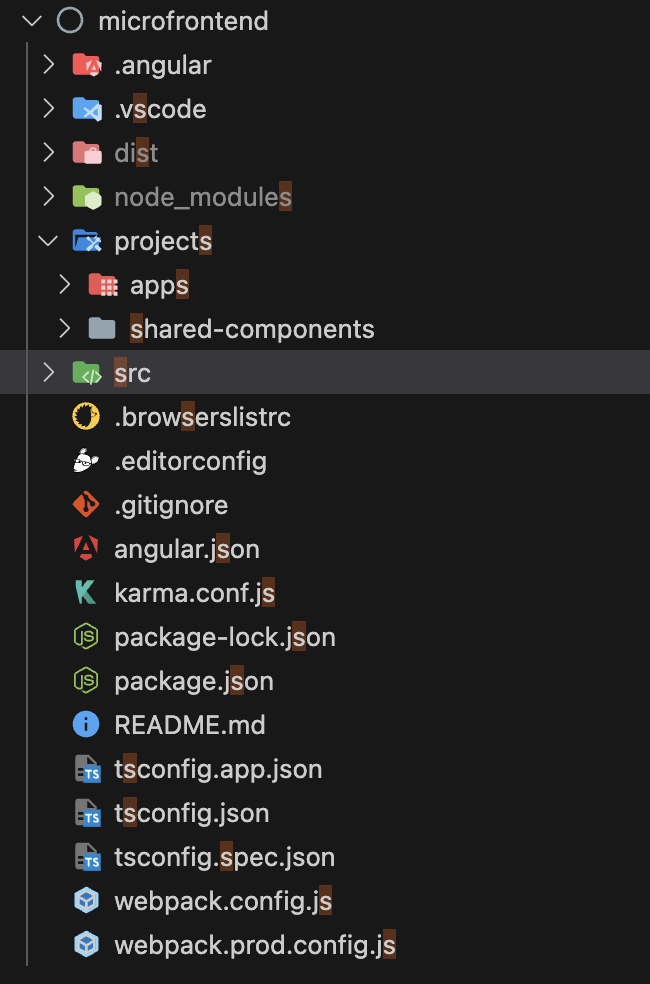 microfrontend
.angular
.vscode
dist
node_modules
projects
apps
shared-components
src
.browserslistrc
.editorconfig
.gitignore
angular.json
karma.conf.js
package-lock.json
package.json
README.md
tsconfig.app.json
tsconfig.json
tsconfig.spec.json
webpack.config.js
webpack.prod.config.js